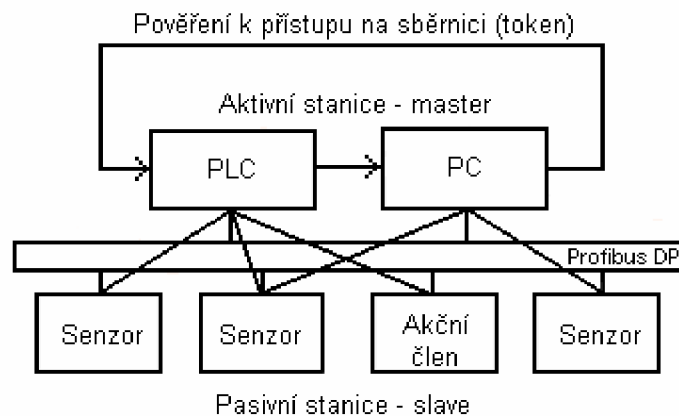 Pověření k přístupu na sběrnici (token)
Aktivní stanice - master
PLC
PC
Profibus DP
Senzor
Senzor
Akční
člen
Senzor
Pasivní stanice - slave